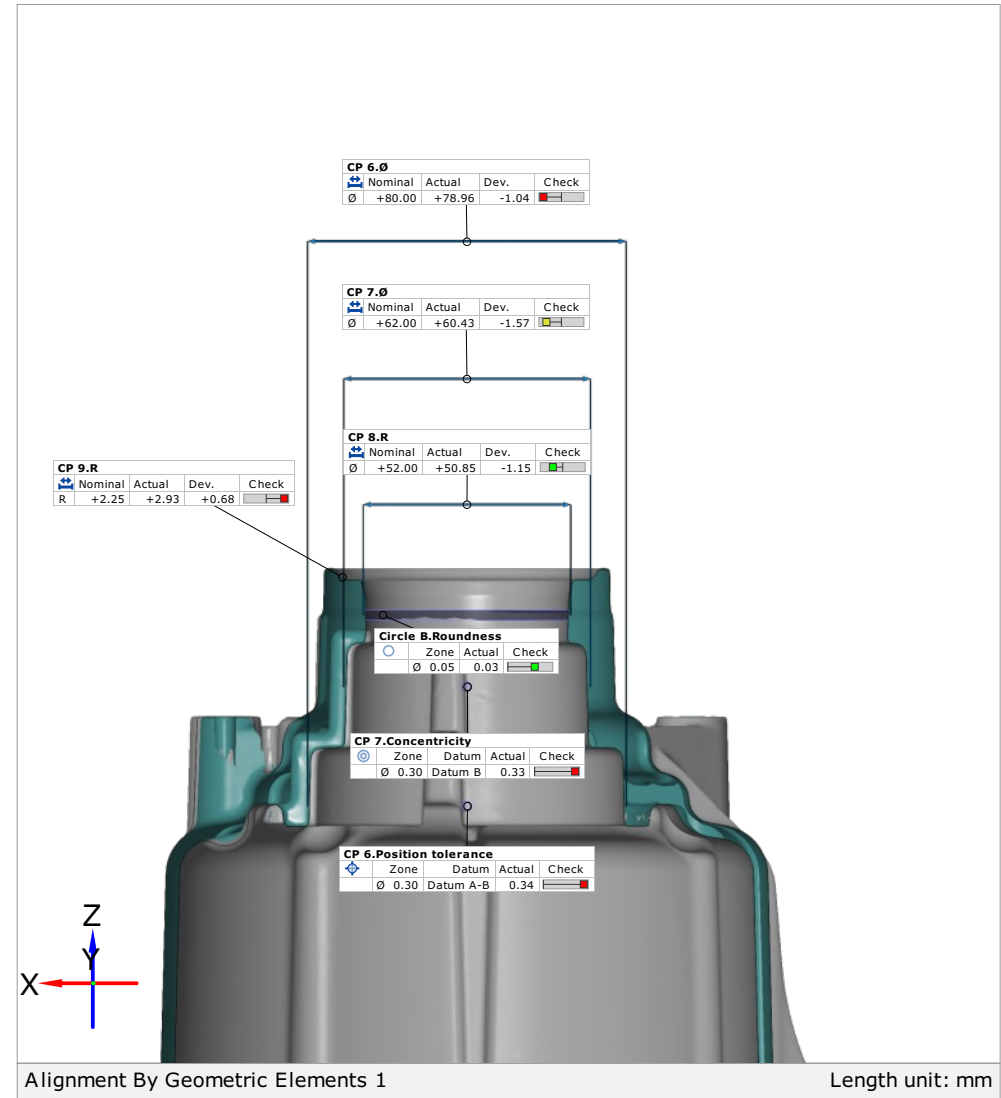 CP 6.Ø
Nominal Actual Dev. Check
Ø +80.00 +78.96 -1.04
CP 7.Ø
Nominal Actual Dev. Check
Ø +62.00 +60.43 -1.57
CP 8.R
Nominal Actual Dev. Check
Ø +52.00 +50.85 -1.15
CP 9.R
Nominal Actual Dev. Check
R +2.25 +2.93 +0.68
Circle B.Roundness
Zone Actual Check
Ø 0.05 0.03
CP 7.Concentricity
Zone Datum Actual Check
Ø 0.30 Datum B 0.33
CP 6.Position tolerance
Zone Datum Actual Check
Ø 0.30 Datum A-B 0.34
Z
Y
X
Alignment By Geometric Elements 1
Length unit: mm